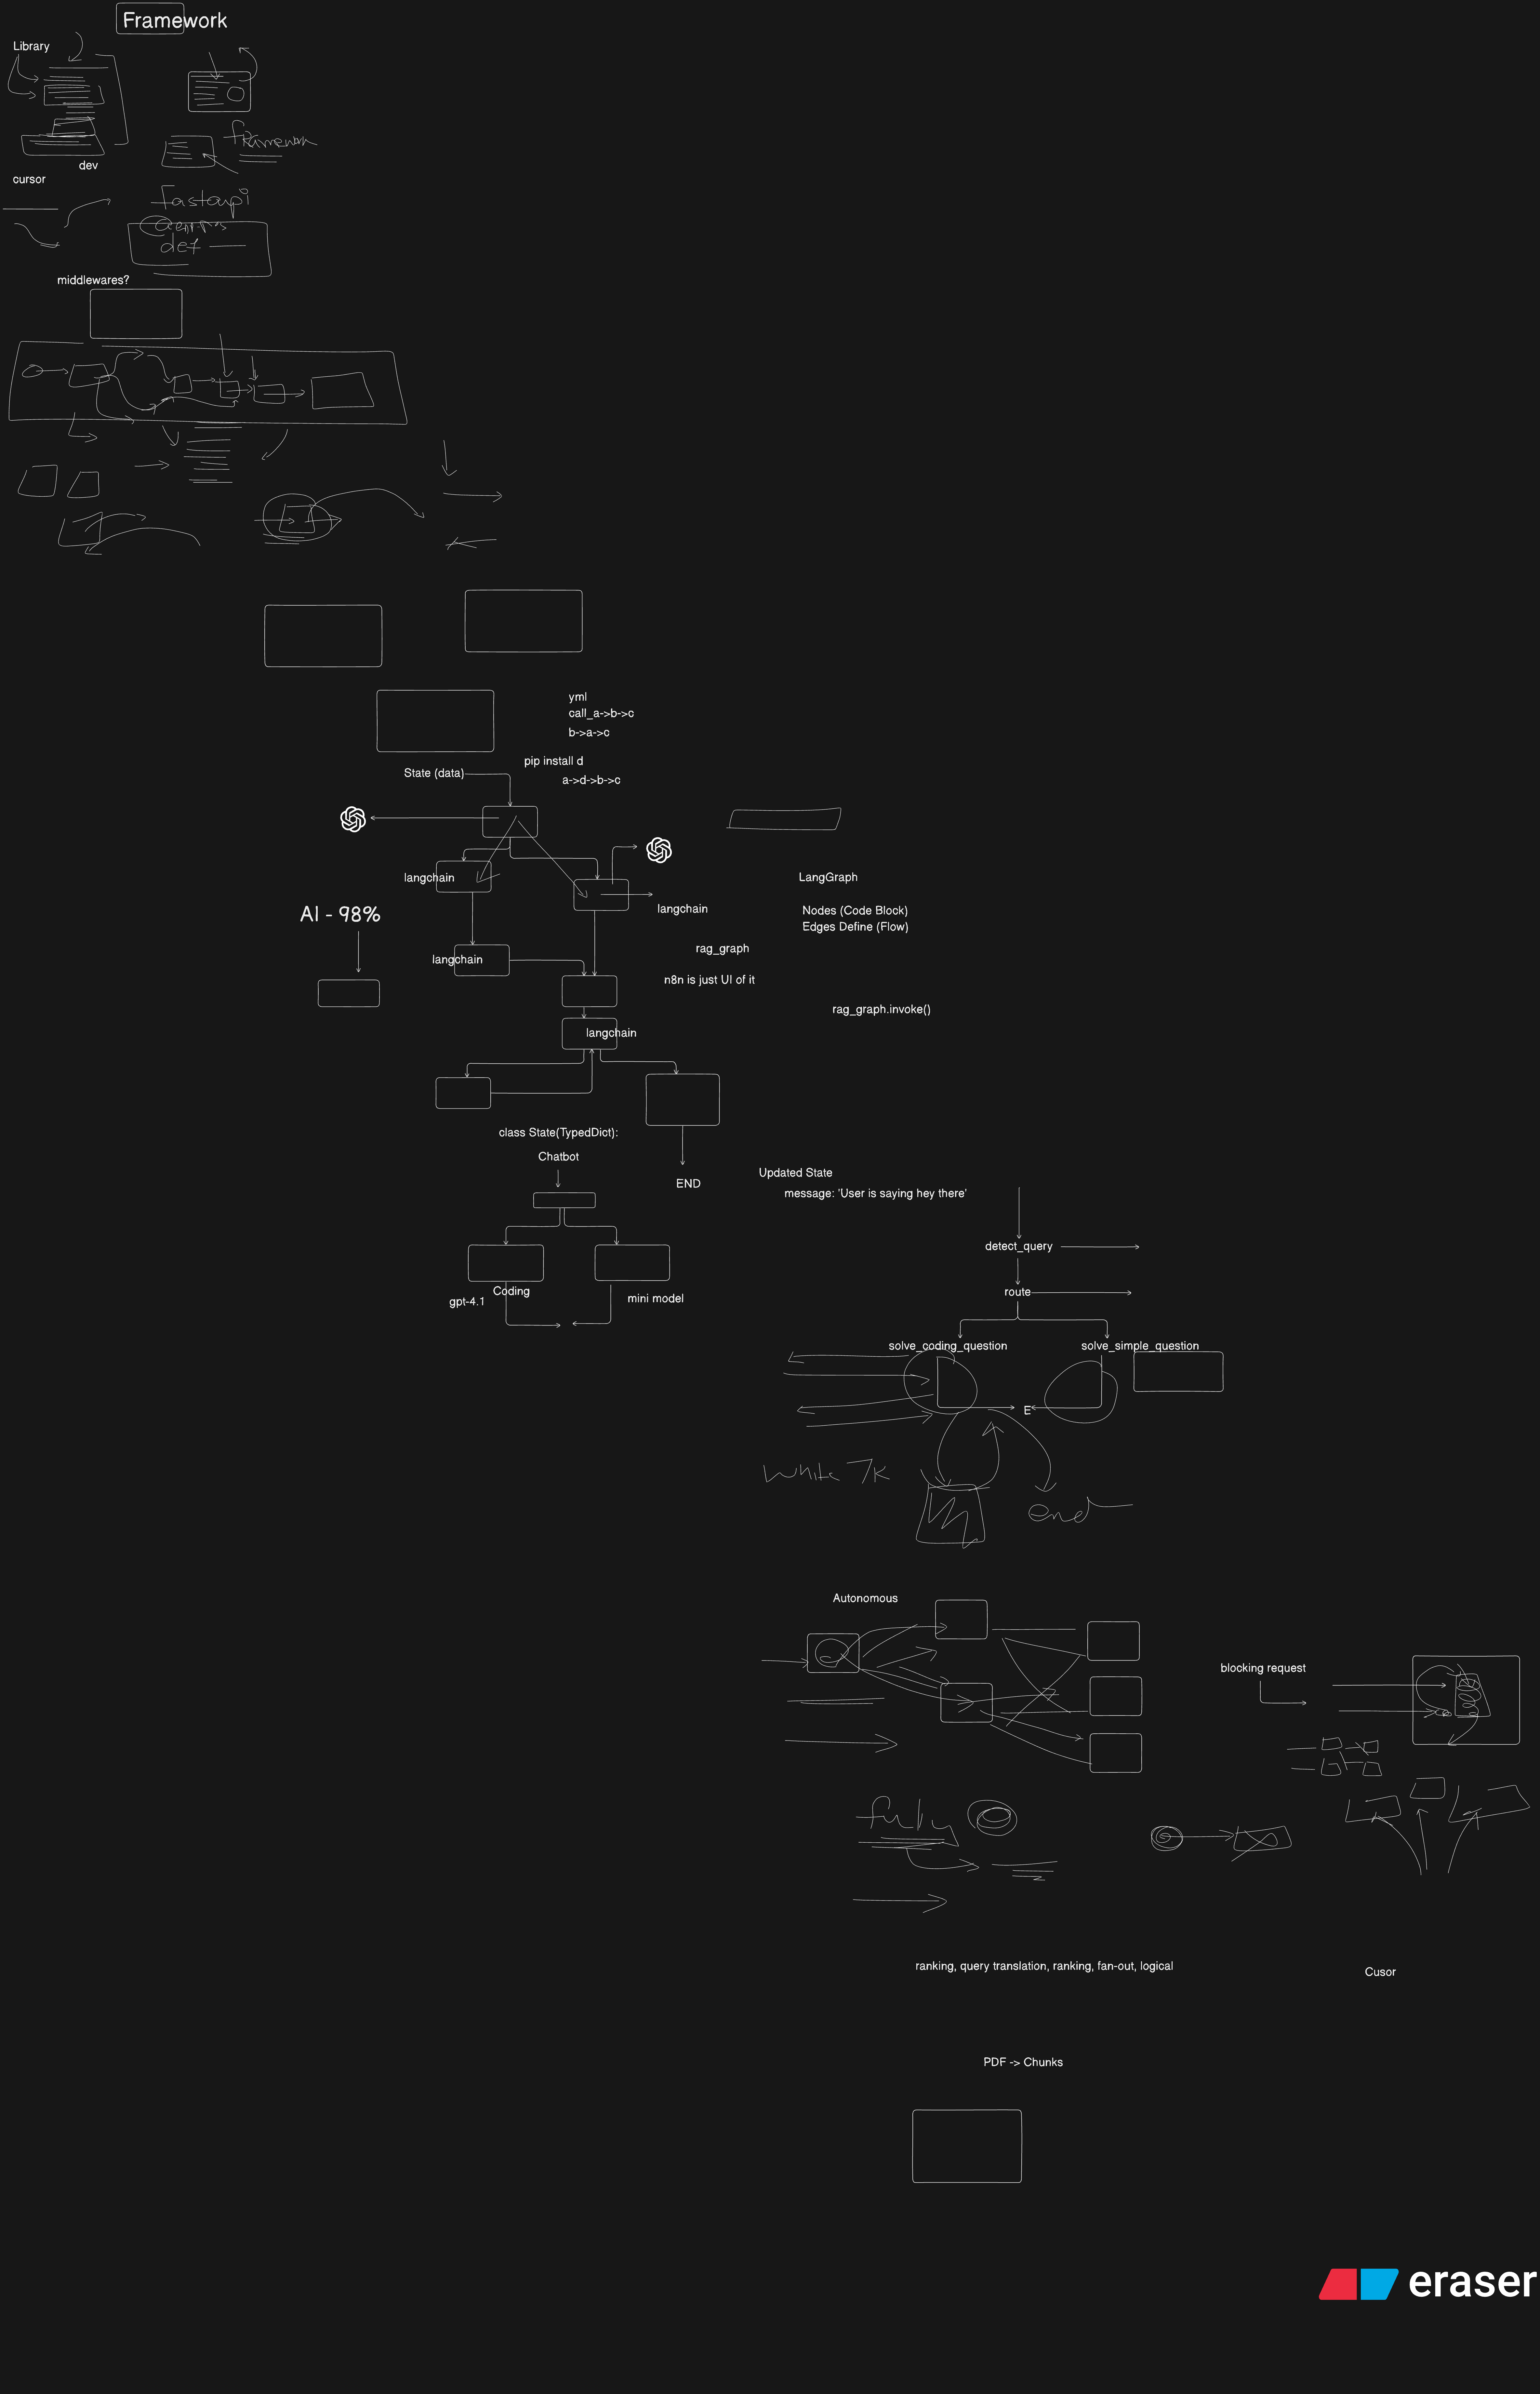 Framework
Library
framework
dev
cursor
Fastapi
def
middlewares?
yml
call_a->b->c
b->a->c
pip install d
State (data)
a->d->b->c
langchain
LangGraph
langchain
Nodes (Code Block)
AI - 98%
Edges Define (Flow)
rag_graph
langchain
n8n is just UI of it
rag_graph.invoke()
langchain
class State(TypedDict):
Chatbot
Updated State
END
message: 'User is saying hey there'
detect_query
Coding
route
gpt-4.1
mini model
solve_coding_question
solve_simple_question
E
White 7K
end
Autonomous
blocking request
fully
ranking, query translation, ranking, fan-out, logical
Cusor
PDF -> Chunks
eraser